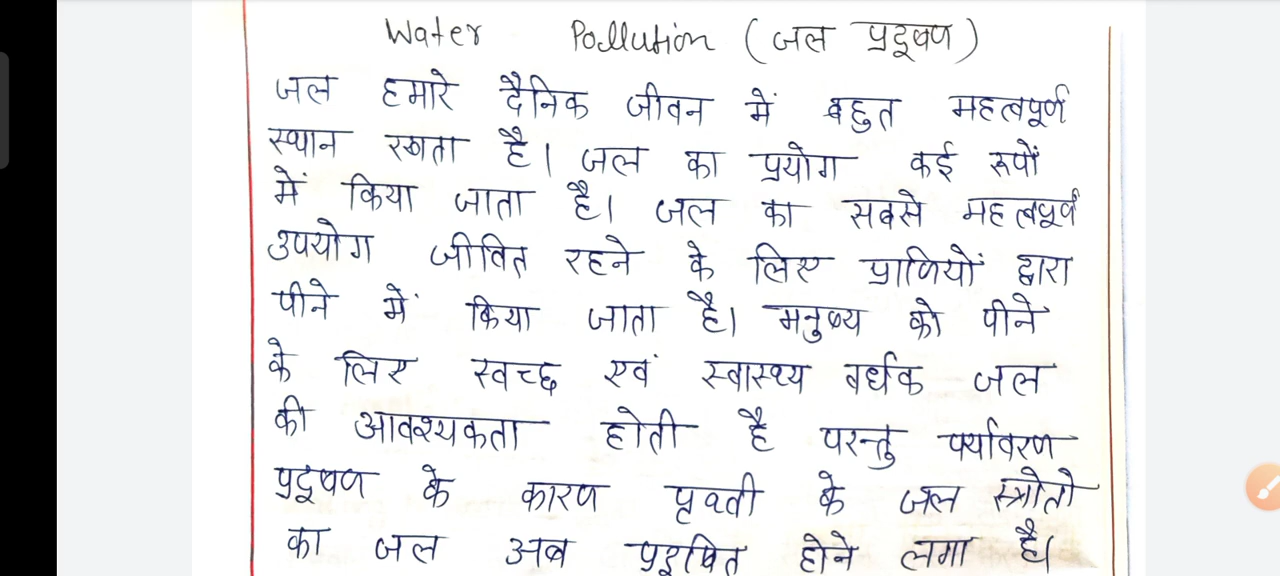 Water Pollution (जल प्रदूषण)
जल हमारे दैनिक जीवन में बहुत महत्वपूर्ण
स्थान रखता है। जल का प्रयोग कई रूपों
में किया जाता है। जल का सबसे महत्वपूर्ण
उपयोग जीवित रहने के लिए प्राणियों द्वारा
पीने में किया जाता है। मनुष्य को पीने
के लिए स्वच्छ एवं स्वास्थ्य वर्धक जल
की आवश्यकता होती है परन्तु पर्यावरण
प्रदूषण के कारण पृथ्वी के जल स्त्रोतो
का जल अब प्रदूषित होने लगा है।